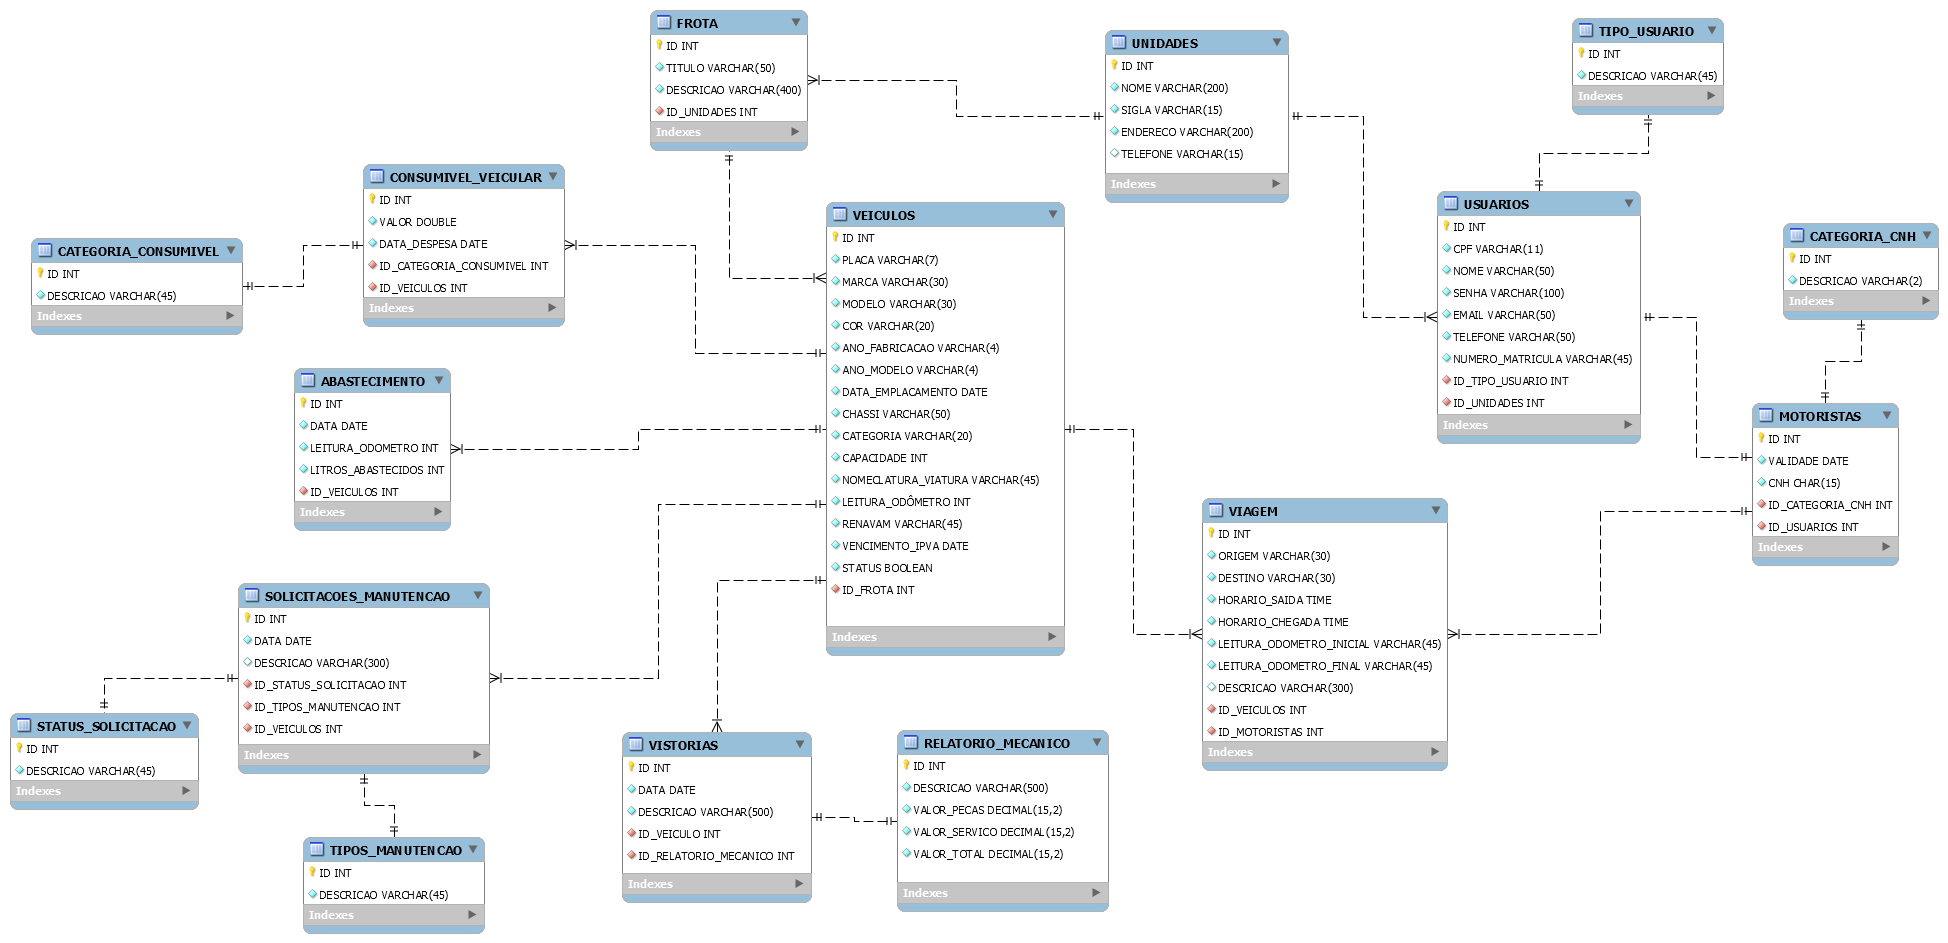 FROTA
ID INT
TITULO VARCHAR(50)
DESCRICAO VARCHAR(400)
ID_UNIDADES INT
Indexes
UNIDADES
ID INT
NOME VARCHAR(200)
SIGLA VARCHAR(15)
ENDERECO VARCHAR(200)
TELEFONE VARCHAR(15)
Indexes
TIPO_USUARIO
ID INT
DESCRICAO VARCHAR(45)
Indexes
CONSUMIVEL_VEICULAR
ID INT
VALOR DOUBLE
DATA_DESPESA DATE
ID_CATEGORIA_CONSUMIVEL INT
ID_VEICULOS INT
Indexes
CATEGORIA_CONSUMIVEL
ID INT
DESCRICAO VARCHAR(45)
Indexes
VEICULOS
ID INT
PLACA VARCHAR(7)
MARCA VARCHAR(30)
MODELO VARCHAR(30)
COR VARCHAR(20)
ANO_FABRICACAO VARCHAR(4)
ANO_MODELO VARCHAR(4)
DATA_EMPLACAMENTO DATE
CHASSI VARCHAR(50)
CATEGORIA VARCHAR(20)
CAPACIDADE INT
NOMECLATURA_VIATURA VARCHAR(45)
LEITURA_ODÔMETRO INT
RENAVAM VARCHAR(45)
VENCIMENTO_IPVA DATE
STATUS BOOLEAN
ID_FROTA INT
Indexes
USUARIOS
ID INT
CPF VARCHAR(11)
NOME VARCHAR(50)
SENHA VARCHAR(100)
EMAIL VARCHAR(50)
TELEFONE VARCHAR(50)
NUMERO_MATRICULA VARCHAR(45)
ID_TIPO_USUARIO INT
ID_UNIDADES INT
Indexes
CATEGORIA_CNH
ID INT
DESCRICAO VARCHAR(2)
Indexes
ABASTECIMENTO
ID INT
DATA DATE
LEITURA_ODOMETRO INT
LITROS_ABASTECIDOS INT
ID_VEICULOS INT
Indexes
MOTORISTAS
ID INT
VALIDADE DATE
CNH CHAR(15)
ID_CATEGORIA_CNH INT
ID_USUARIOS INT
Indexes
VIAGEM
ID INT
ORIGEM VARCHAR(30)
DESTINO VARCHAR(30)
HORARIO_SAIDA TIME
HORARIO_CHEGADA TIME
LEITURA_ODOMETRO_INICIAL VARCHAR(45)
LEITURA_ODOMETRO_FINAL VARCHAR(45)
DESCRICAO VARCHAR(300)
ID_VEICULOS INT
ID_MOTORISTAS INT
Indexes
SOLICITACOES_MANUTENCAO
ID INT
DATA DATE
DESCRICAO VARCHAR(300)
ID_STATUS_SOLICITACAO INT
ID_TIPOS_MANUTENCAO INT
ID_VEICULOS INT
Indexes
STATUS_SOLICITACAO
ID INT
DESCRICAO VARCHAR(45)
Indexes
VISTORIAS
ID INT
DATA DATE
DESCRICAO VARCHAR(500)
ID_VEICULO INT
ID_RELATORIO_MECANICO INT
Indexes
RELATORIO_MECANICO
ID INT
DESCRICAO VARCHAR(500)
VALOR_PECAS DECIMAL(15,2)
VALOR_SERVICO DECIMAL(15,2)
VALOR_TOTAL DECIMAL(15,2)
Indexes
TIPOS_MANUTENCAO
ID INT
DESCRICAO VARCHAR(45)
Indexes